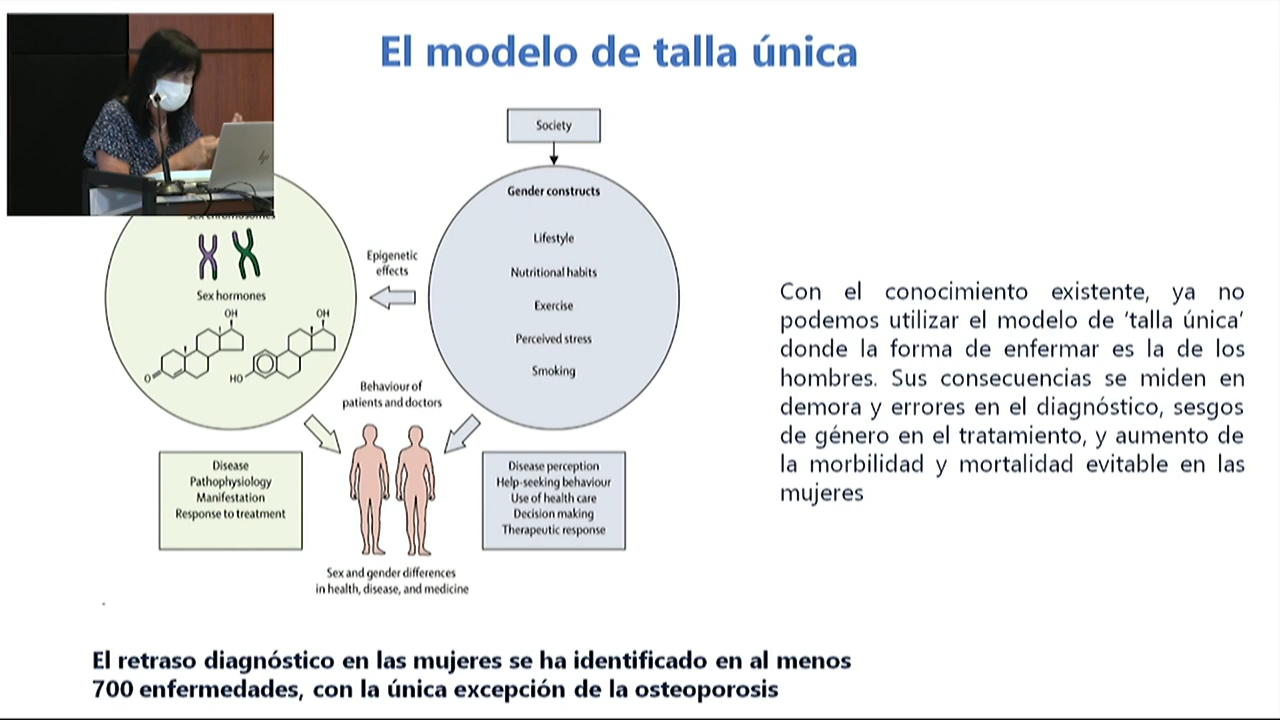 El modelo de talla única
Society
Gender constructs
Lifestyle
Nutritional habits
Exercise
Perceived stress
Smoking
Epigenetic
effects
Sex chromosomes
Sex hormones
OH
OH
O
HO
Behaviour of
patients and doctors
Disease
Pathophysiology
Manifestation
Response to treatment
Disease perception
Help-seeking behaviour
Use of health care
Decision making
Therapeutic response
Sex and gender differences
in health, disease, and medicine
Con el conocimiento existente, ya no
podemos utilizar el modelo de ‘talla única’
donde la forma de enfermar es la de los
hombres. Sus consecuencias se miden en
demora y errores en el diagnóstico, sesgos
de género en el tratamiento, y aumento de
la morbilidad y mortalidad evitable en las
mujeres
El retraso diagnóstico en las mujeres se ha identificado en al menos
700 enfermedades, con la única excepción de la osteoporosis
hp